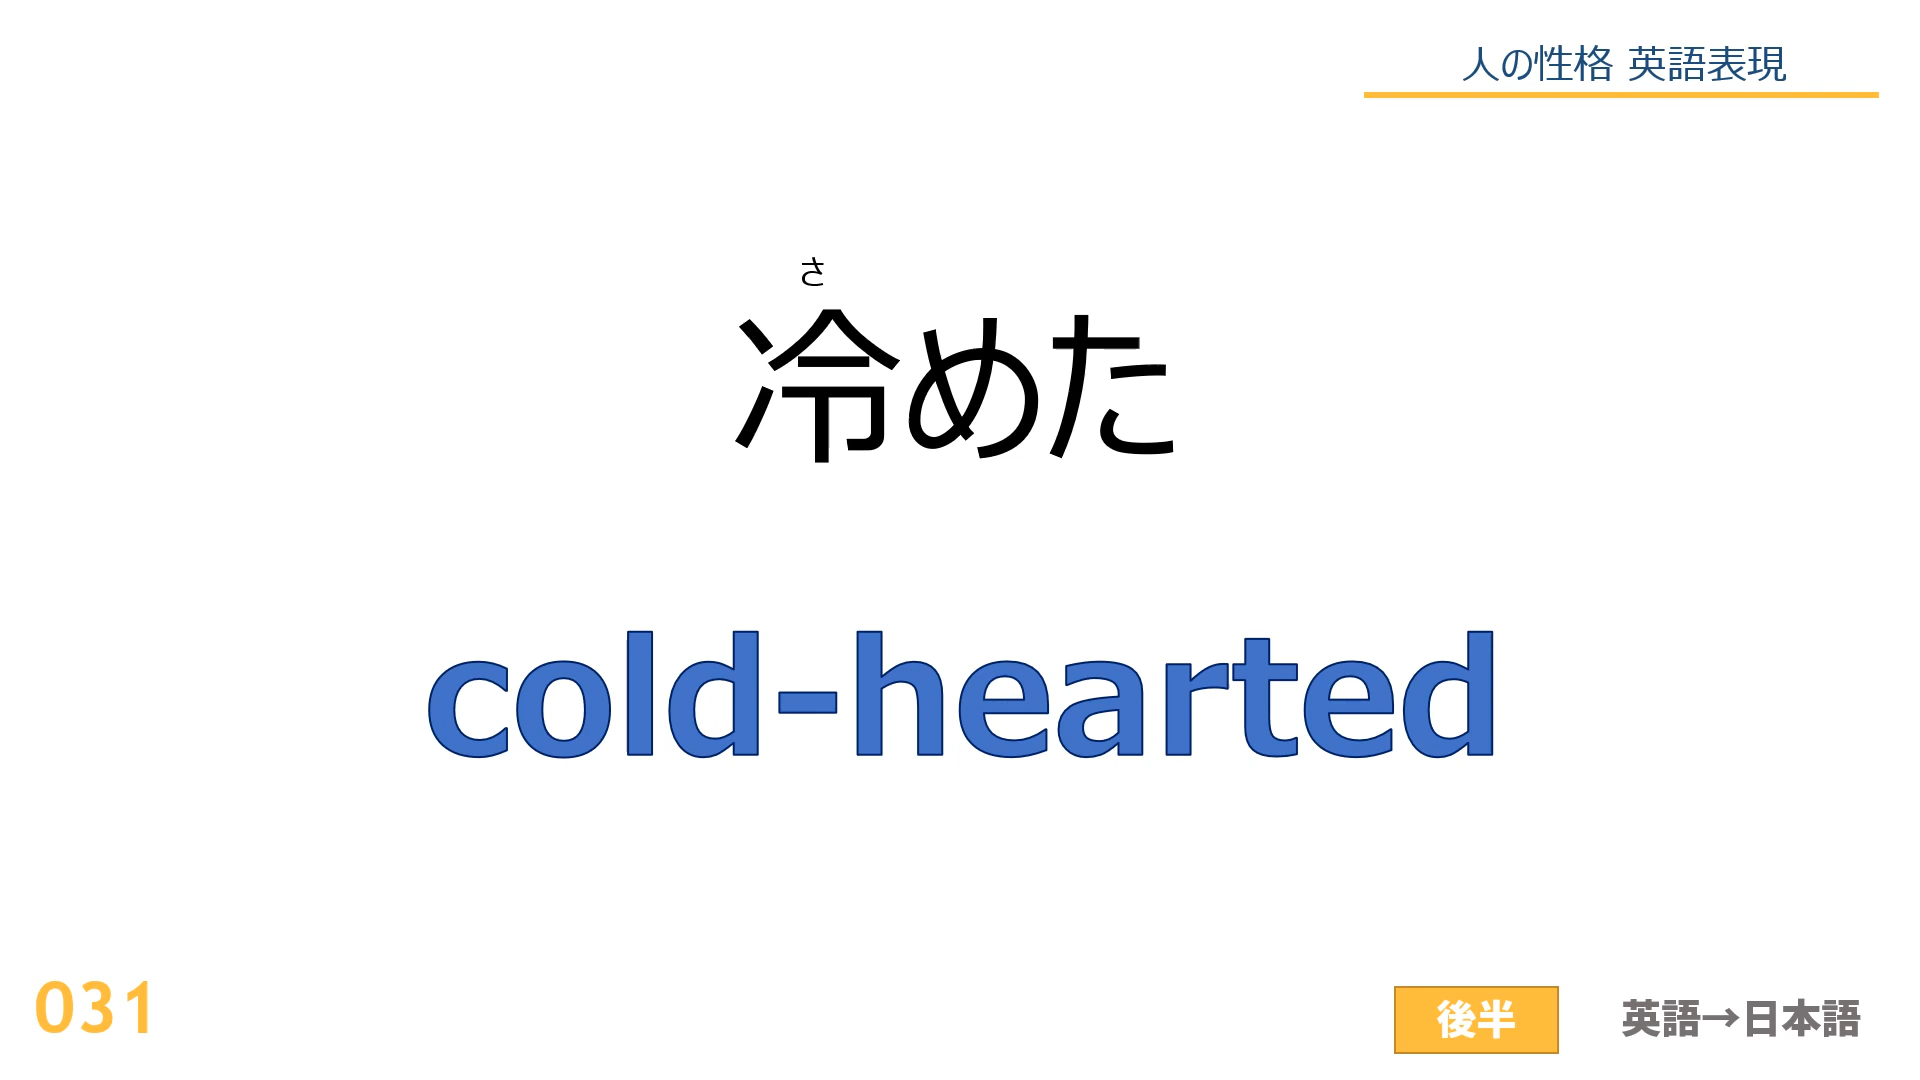 人の性格 英語表現
さ
冷めた
cold-hearted
031
後半
英語→日本語